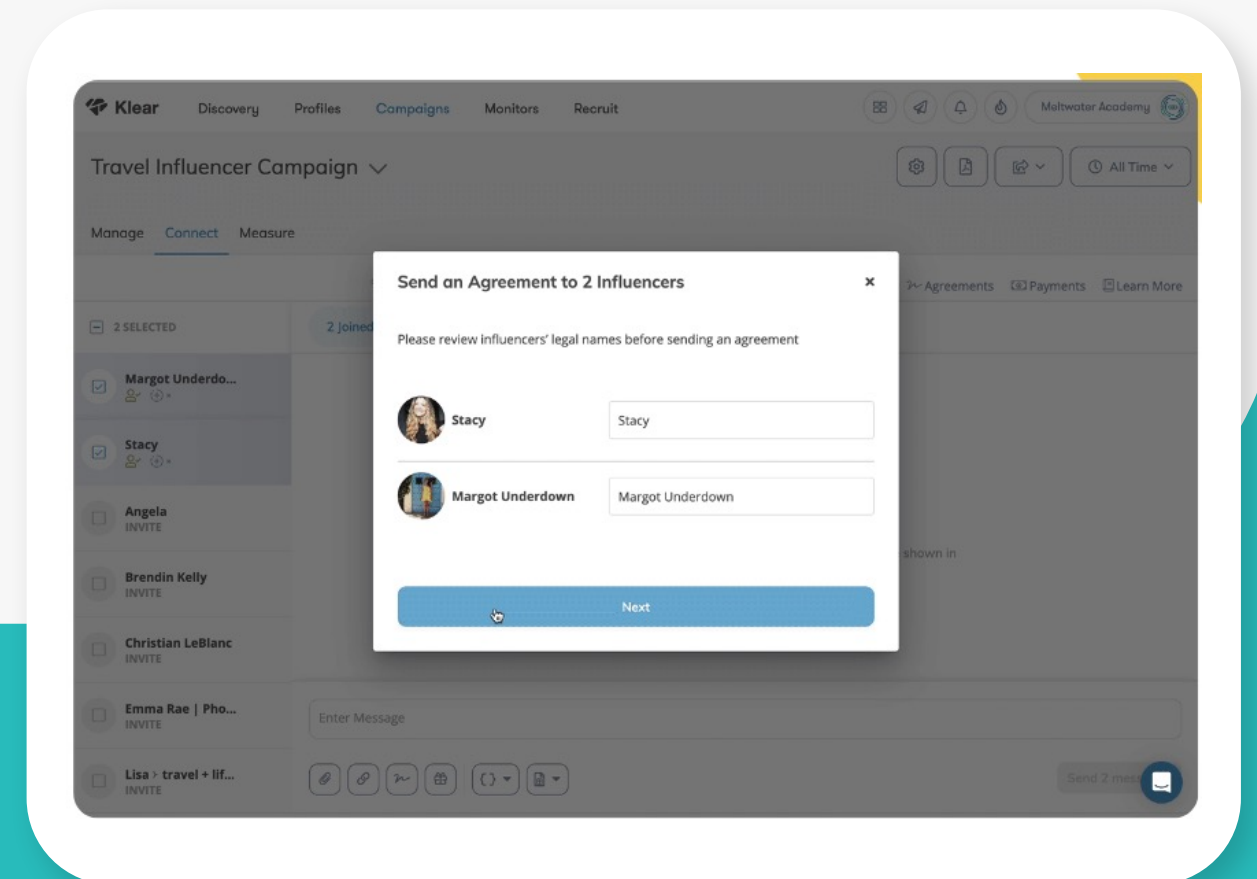 Klear Discovery Profiles Campaigns Monitors Recruit Meltwater Academy
Travel Influencer Campaign All Time
Manage Connect Measure
Agreements Payments Learn More
2 SELECTED 2 Joined
Send an Agreement to 2 Influencers ×
Please review influencers' legal names before sending an agreement
Stacy Stacy
Margot Underdown Margot Underdown
Next
Margot Underdo...
Stacy
Angela
INVITE
Brendin Kelly
INVITE
Christian LeBlanc
INVITE
Emma Rae | Pho...
INVITE
Lisa > travel + lif...
INVITE
shown in
Enter Message
{ }
Send 2